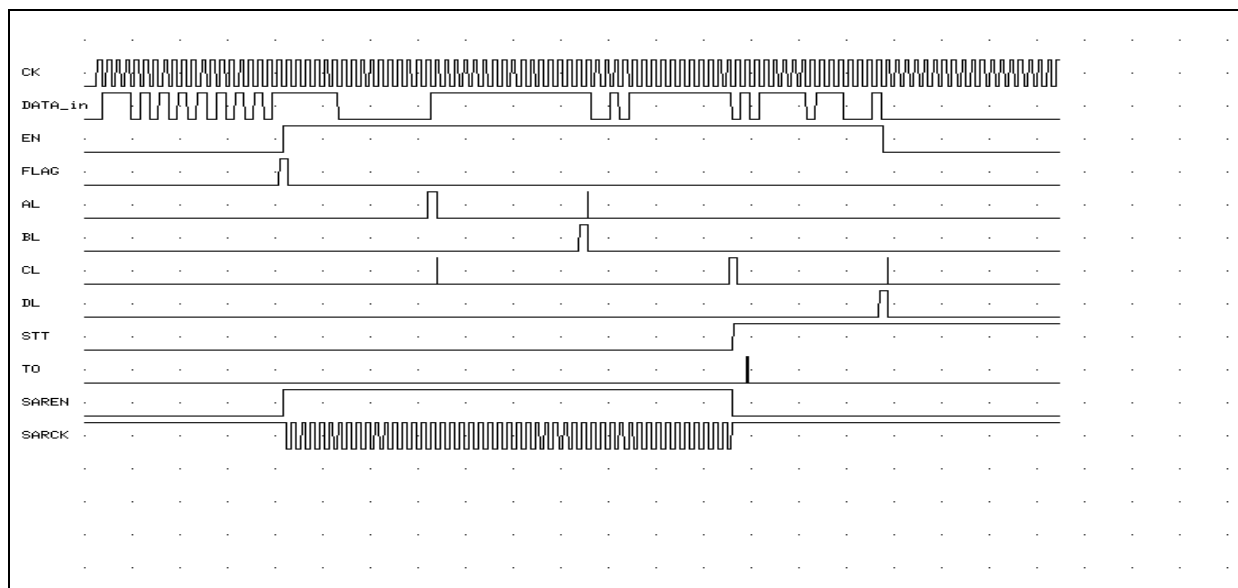 CK
DATA_in
EN
FLAG
AL
BL
CL
DL
STT
TO
SAREN
SARCK